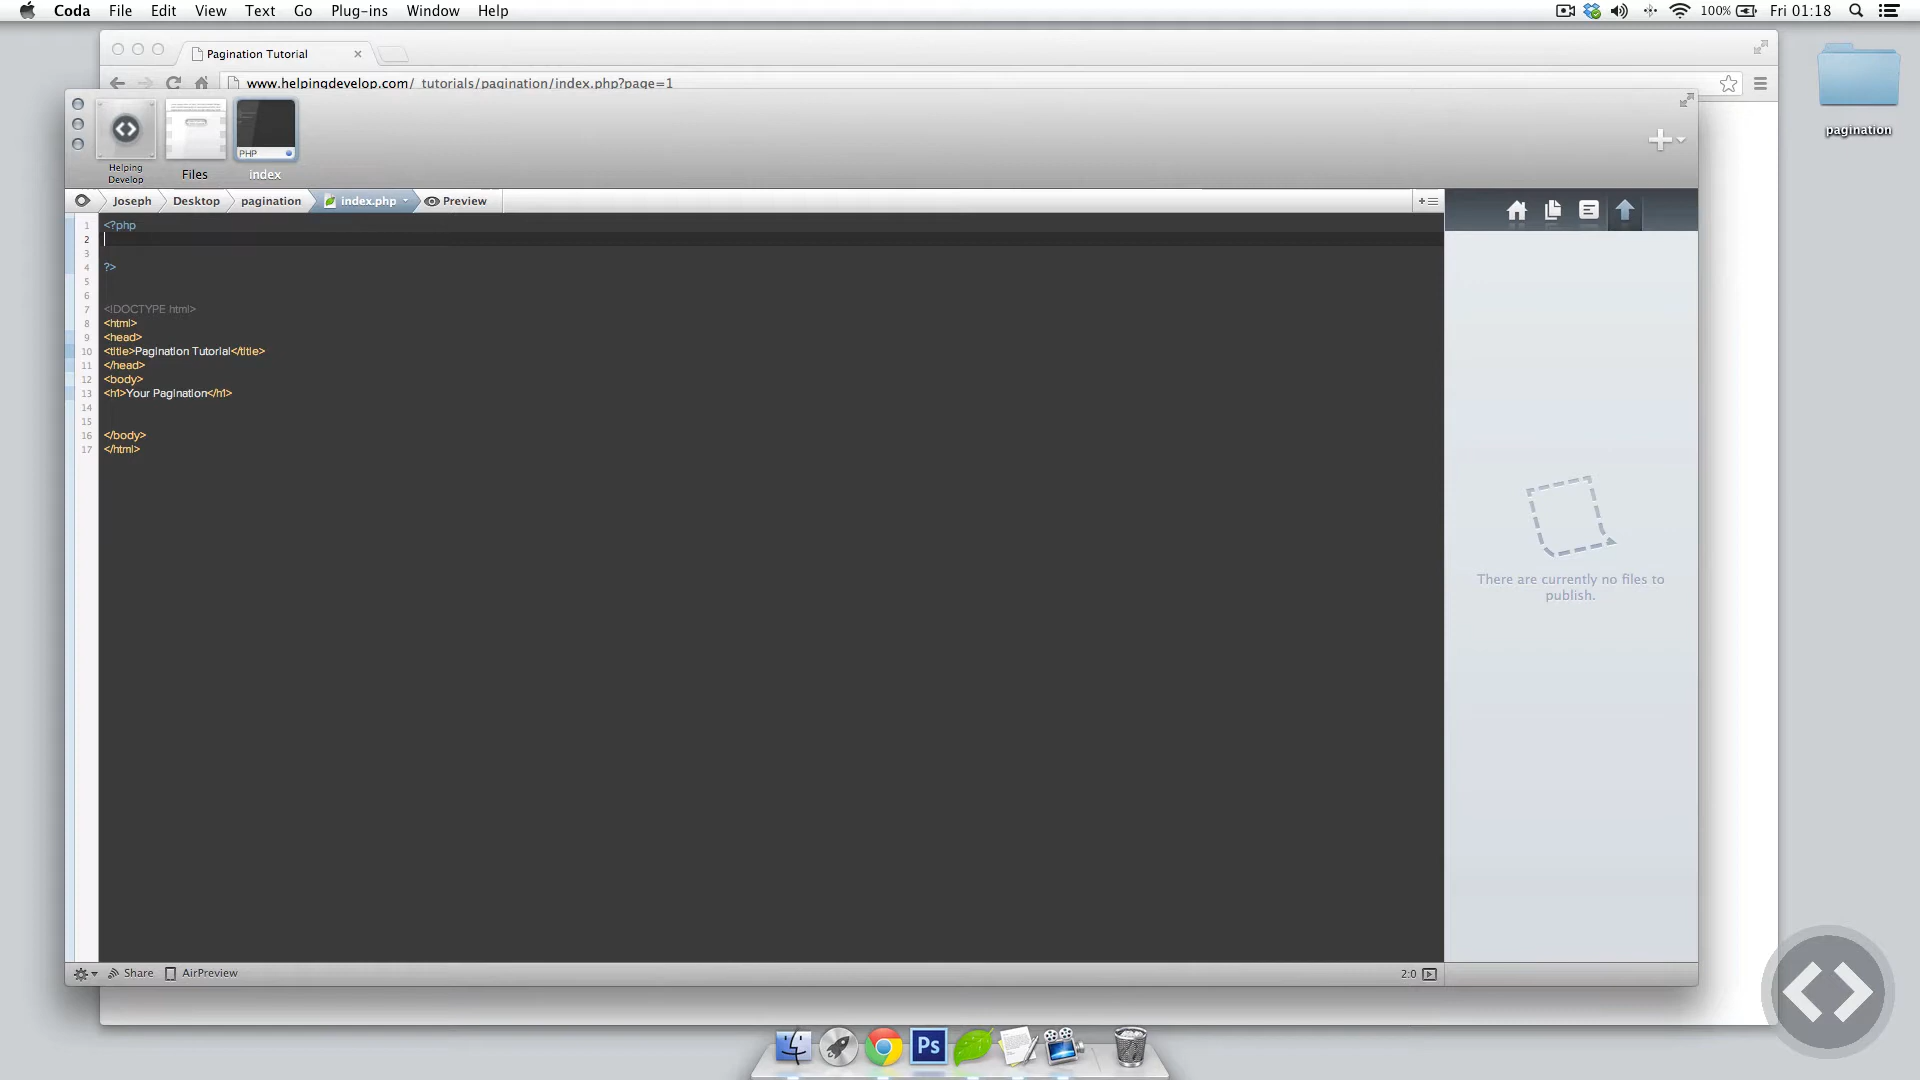 Coda File Edit View Text Go Plug-ins Window Help 100% Fri 01:18
Pagination Tutorial
www.helpingdevelop.com/_tutorials/pagination/index.php?page=1
pagination
PHP
Helping
Develop
Files
index
Joseph Desktop pagination index.php Preview
1 <?php
2
3
4 ?>
5
6
7 <!DOCTYPE html>
8 <html>
9 <head>
10 <title>Pagination Tutorial</title>
11 </head>
12 <body>
13 <h1>Your Pagination</h1>
14
15
16 </body>
17 </html>
There are currently no files to
publish.
Share AirPreview 2:0
Ps